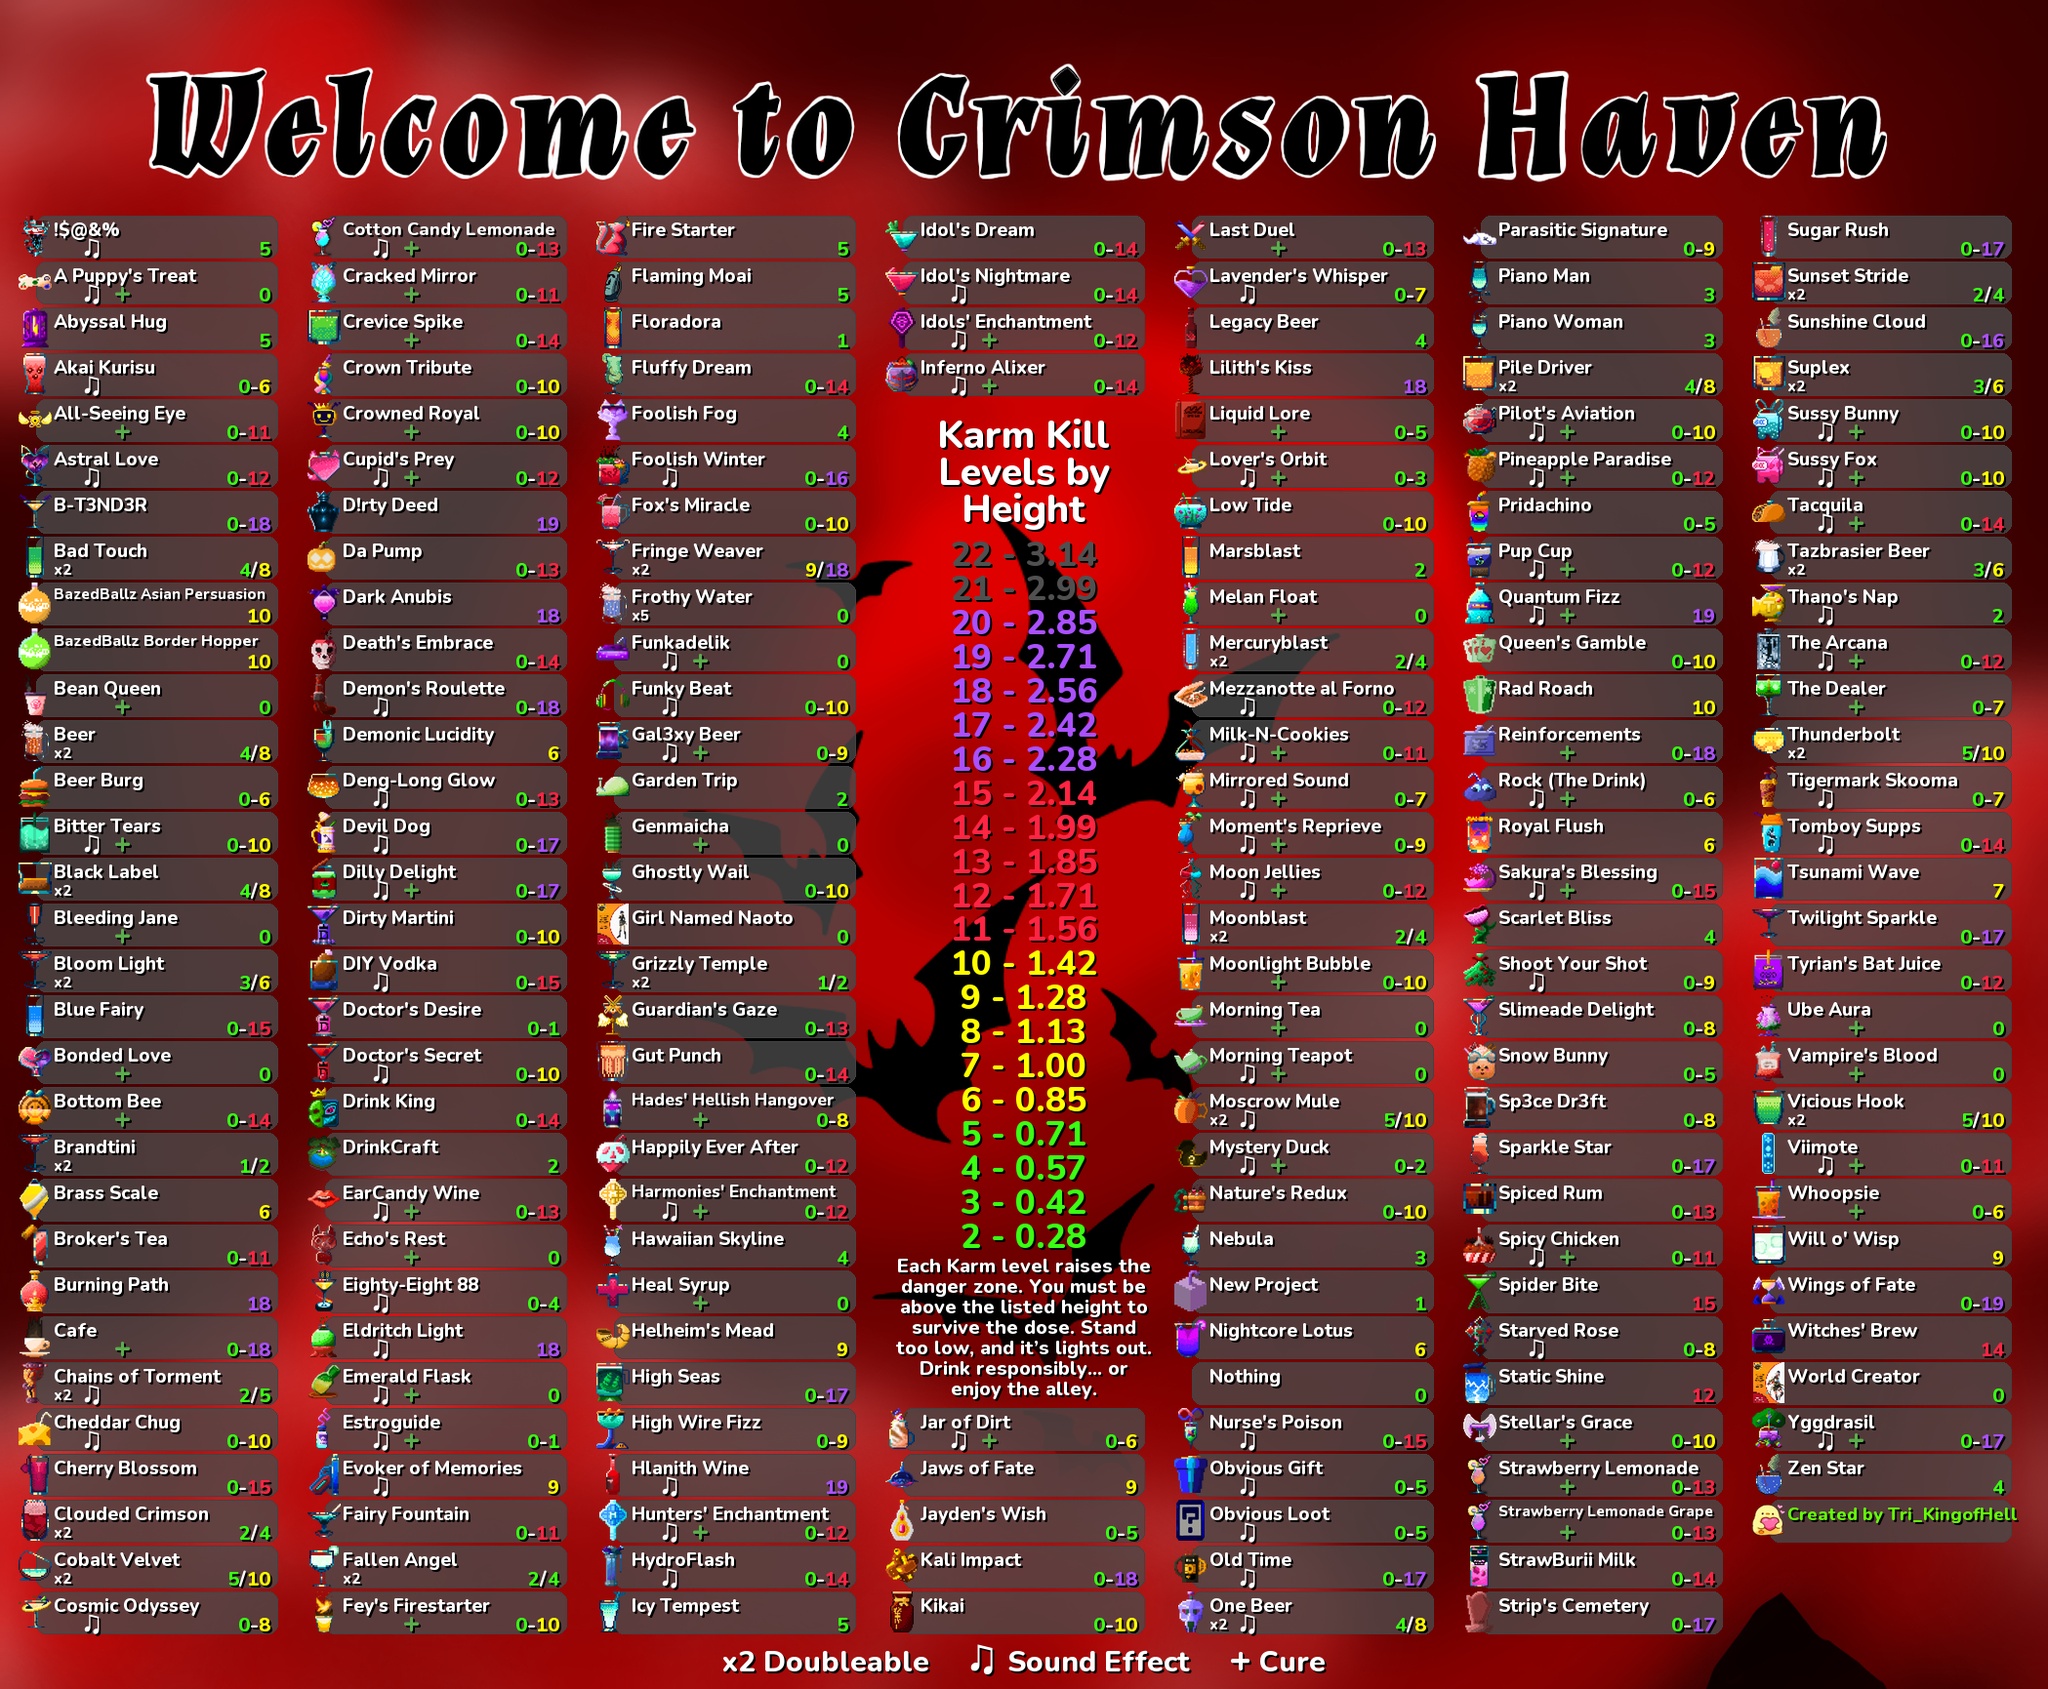 Welcome to Crimson Haven
!$@&%
♫ 5
A Puppy's Treat
♫ + 0
Abyssal Hug
5
Akai Kurisu
♫ 0-6
All-Seeing Eye
+ 0-11
Astral Love
♫ 0-12
B-T3ND3R
0-18
Bad Touch
x2 4/8
BazedBallz Asian Persuasion
10
BazedBallz Border Hopper
10
Bean Queen
+ 0
Beer
x2 4/8
Beer Burg
0-6
Bitter Tears
♫ + 0-10
Black Label
x2 4/8
Bleeding Jane
+ 0
Bloom Light
x2 3/6
Blue Fairy
0-15
Bonded Love
+ 0
Bottom Bee
+ 0-14
Brandtini
x2 1/2
Brass Scale
6
Broker's Tea
0-11
Burning Path
18
Cafe
+ 0-18
Chains of Torment
x2 ♫ 2/5
Cheddar Chug
♫ 0-10
Cherry Blossom
0-15
Clouded Crimson
x2 2/4
Cobalt Velvet
x2 5/10
Cosmic Odyssey
♫ 0-8
Cotton Candy Lemonade
♫ + 0-13
Cracked Mirror
+ 0-11
Crevice Spike
+ 0-14
Crown Tribute
0-10
Crowned Royal
+ 0-10
Cupid's Prey
♫ + 0-12
D!rty Deed
19
Da Pump
0-13
Dark Anubis
18
Death's Embrace
0-14
Demon's Roulette
♫ 0-18
Demonic Lucidity
6
Deng-Long Glow
♫ 0-13
Devil Dog
♫ 0-17
Dilly Delight
♫ + 0-17
Dirty Martini
0-10
DIY Vodka
♫ 0-15
Doctor's Desire
0-1
Doctor's Secret
♫ 0-10
Drink King
0-14
DrinkCraft
2
EarCandy Wine
♫ + 0-13
Echo's Rest
+ 0
Eighty-Eight 88
♫ 0-4
Eldritch Light
♫ 18
Emerald Flask
♫ + 0
Estroguide
♫ + 0-1
Evoker of Memories
♫ 9
Fairy Fountain
0-11
Fallen Angel
x2 2/4
Fey's Firestarter
+ 0-10
Fire Starter
5
Flaming Moai
5
Floradora
1
Fluffy Dream
0-14
Foolish Fog
4
Foolish Winter
♫ 0-16
Fox's Miracle
0-10
Fringe Weaver
x2 9/18
Frothy Water
x5 0
Funkadelik
♫ + 0
Funky Beat
♫ 0-10
Gal3xy Beer
♫ + 0-9
Garden Trip
2
Genmaicha
+ 0
Ghostly Wail
0-10
Girl Named Naoto
0
Grizzly Temple
x2 1/2
Guardian's Gaze
0-13
Gut Punch
0-14
Hades' Hellish Hangover
+ 0-8
Happily Ever After
0-12
Harmonies' Enchantment
♫ + 0-12
Hawaiian Skyline
4
Heal Syrup
+ 0
Helheim's Mead
9
High Seas
0-17
High Wire Fizz
0-9
Hlanith Wine
♫ 19
Hunters' Enchantment
♫ + 0-12
HydroFlash
♫ 0-14
Icy Tempest
5
Idol's Dream
0-14
Idol's Nightmare
♫ 0-14
Idols' Enchantment
♫ + 0-12
Inferno Alixer
♫ + 0-14
Karm Kill
Levels by
Height
22 - 3.14
21 - 2.99
20 - 2.85
19 - 2.71
18 - 2.56
17 - 2.42
16 - 2.28
15 - 2.14
14 - 1.99
13 - 1.85
12 - 1.71
11 - 1.56
10 - 1.42
9 - 1.28
8 - 1.13
7 - 1.00
6 - 0.85
5 - 0.71
4 - 0.57
3 - 0.42
2 - 0.28
Each Karm level raises the
danger zone. You must be
above the listed height to
survive the dose. Stand
too low, and it's lights out.
Drink responsibly... or
enjoy the alley.
Jar of Dirt
♫ + 0-6
Jaws of Fate
9
Jayden's Wish
0-5
Kali Impact
0-18
Kikai
0-10
Last Duel
+ 0-13
Lavender's Whisper
♫ 0-7
Legacy Beer
4
Lilith's Kiss
18
Liquid Lore
+ 0-5
Lover's Orbit
♫ + 0-3
Low Tide
0-10
Marsblast
2
Melan Float
+ 0
Mercuryblast
x2 2/4
Mezzanotte al Forno
♫ 0-12
Milk-N-Cookies
♫ + 0-11
Mirrored Sound
♫ + 0-7
Moment's Reprieve
♫ + 0-9
Moon Jellies
♫ + 0-12
Moonblast
x2 2/4
Moonlight Bubble
+ 0-10
Morning Tea
+ 0
Morning Teapot
♫ + 0
Moscrow Mule
x2 ♫ 5/10
Mystery Duck
♫ + 0-2
Nature's Redux
0-10
Nebula
3
New Project
1
Nightcore Lotus
6
Nothing
0
Nurse's Poison
♫ 0-15
Obvious Gift
♫ 0-5
Obvious Loot
♫ 0-5
Old Time
♫ 0-17
One Beer
x2 ♫ 4/8
Parasitic Signature
0-9
Piano Man
3
Piano Woman
3
Pile Driver
x2 4/8
Pilot's Aviation
♫ + 0-10
Pineapple Paradise
♫ + 0-12
Pridachino
0-5
Pup Cup
♫ + 0-12
Quantum Fizz
♫ + 19
Queen's Gamble
0-10
Rad Roach
10
Reinforcements
+ 0-18
Rock (The Drink)
♫ + 0-6
Royal Flush
6
Sakura's Blessing
♫ + 0-15
Scarlet Bliss
4
Shoot Your Shot
♫ 0-9
Slimeade Delight
0-8
Snow Bunny
0-5
Sp3ce Dr3ft
0-8
Sparkle Star
0-17
Spiced Rum
0-13
Spicy Chicken
♫ + 0-11
Spider Bite
15
Starved Rose
♫ 0-8
Static Shine
12
Stellar's Grace
+ 0-10
Strawberry Lemonade
+ 0-13
Strawberry Lemonade Grape
+ 0-13
StrawBurii Milk
0-14
Strip's Cemetery
0-17
Sugar Rush
0-17
Sunset Stride
x2 2/4
Sunshine Cloud
0-16
Suplex
x2 3/6
Sussy Bunny
♫ + 0-10
Sussy Fox
♫ + 0-10
Tacquila
♫ + 0-14
Tazbrasier Beer
x2 3/6
Thano's Nap
♫ 2
The Arcana
♫ + 0-12
The Dealer
+ 0-7
Thunderbolt
x2 5/10
Tigermark Skooma
♫ 0-7
Tomboy Supps
♫ 0-14
Tsunami Wave
7
Twilight Sparkle
0-17
Tyrian's Bat Juice
0-12
Ube Aura
+ 0
Vampire's Blood
+ 0
Vicious Hook
x2 5/10
Viimote
♫ + 0-11
Whoopsie
+ 0-6
Will o' Wisp
9
Wings of Fate
0-19
Witches' Brew
14
World Creator
0
Yggdrasil
♫ + 0-17
Zen Star
4
Created by Tri_KingofHell
x2 Doubleable ♫ Sound Effect + Cure